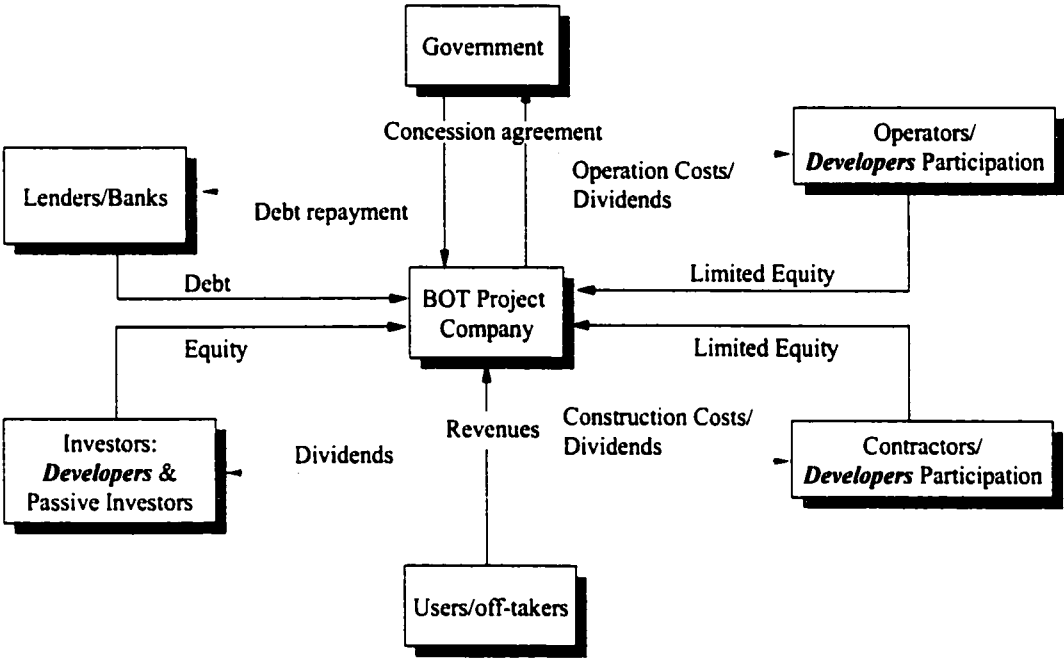 Government
Concession agreement
Operators/
Developers Participation
Operation Costs/
Dividends
Lenders/Banks
Debt repayment
Limited Equity
Debt
BOT Project
Company
Equity
Limited Equity
Investors:
Developers &
Passive Investors
Dividends
Revenues
Construction Costs/
Dividends
Contractors/
Developers Participation
Users/off-takers